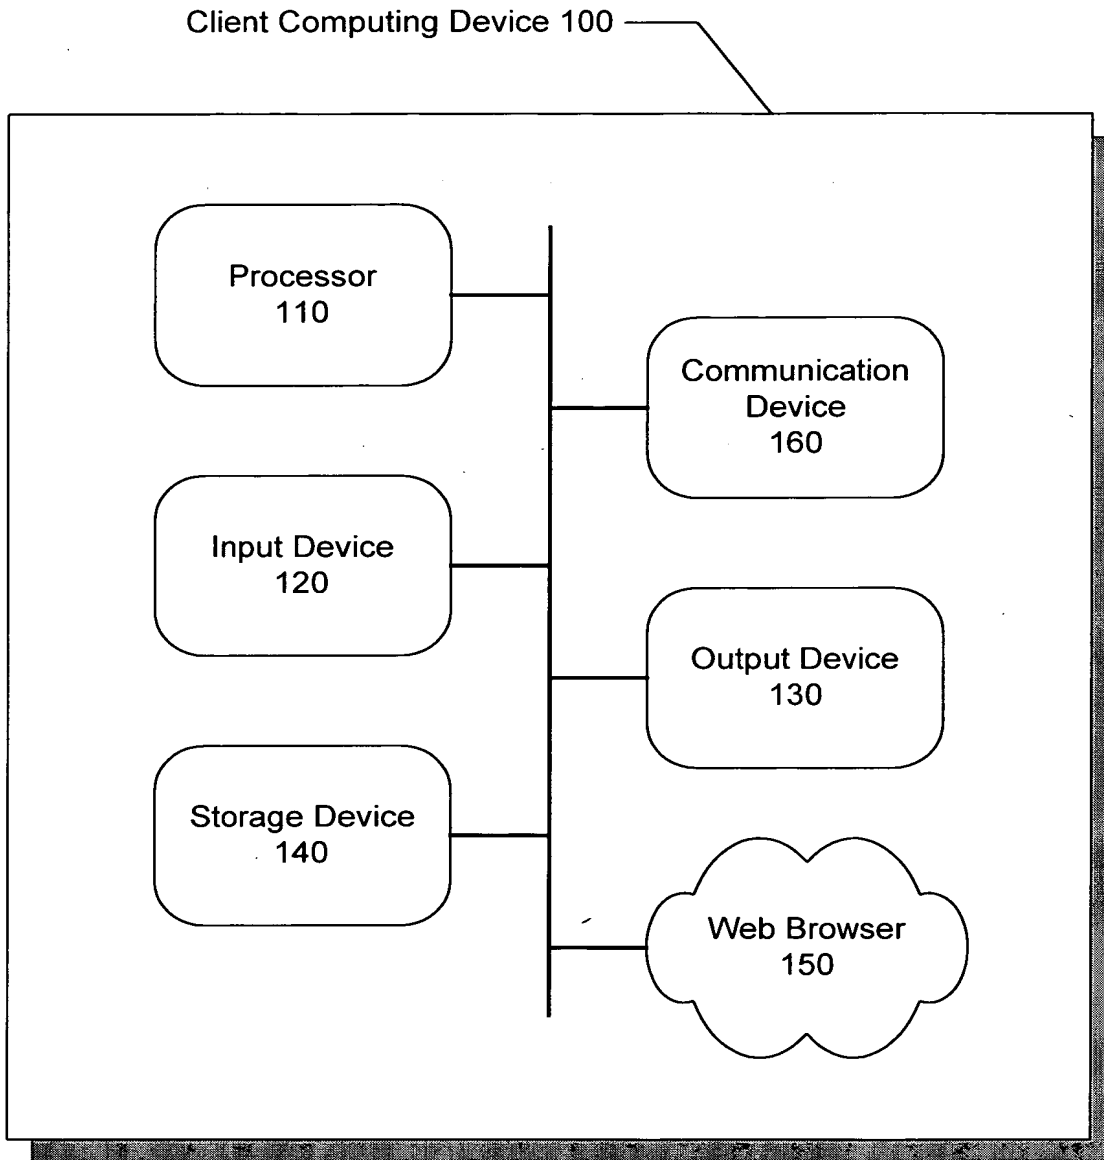 Client Computing Device 100
Processor
110
Communication
Device
160
Input Device
120
Output Device
130
Storage Device
140
Web Browser
150